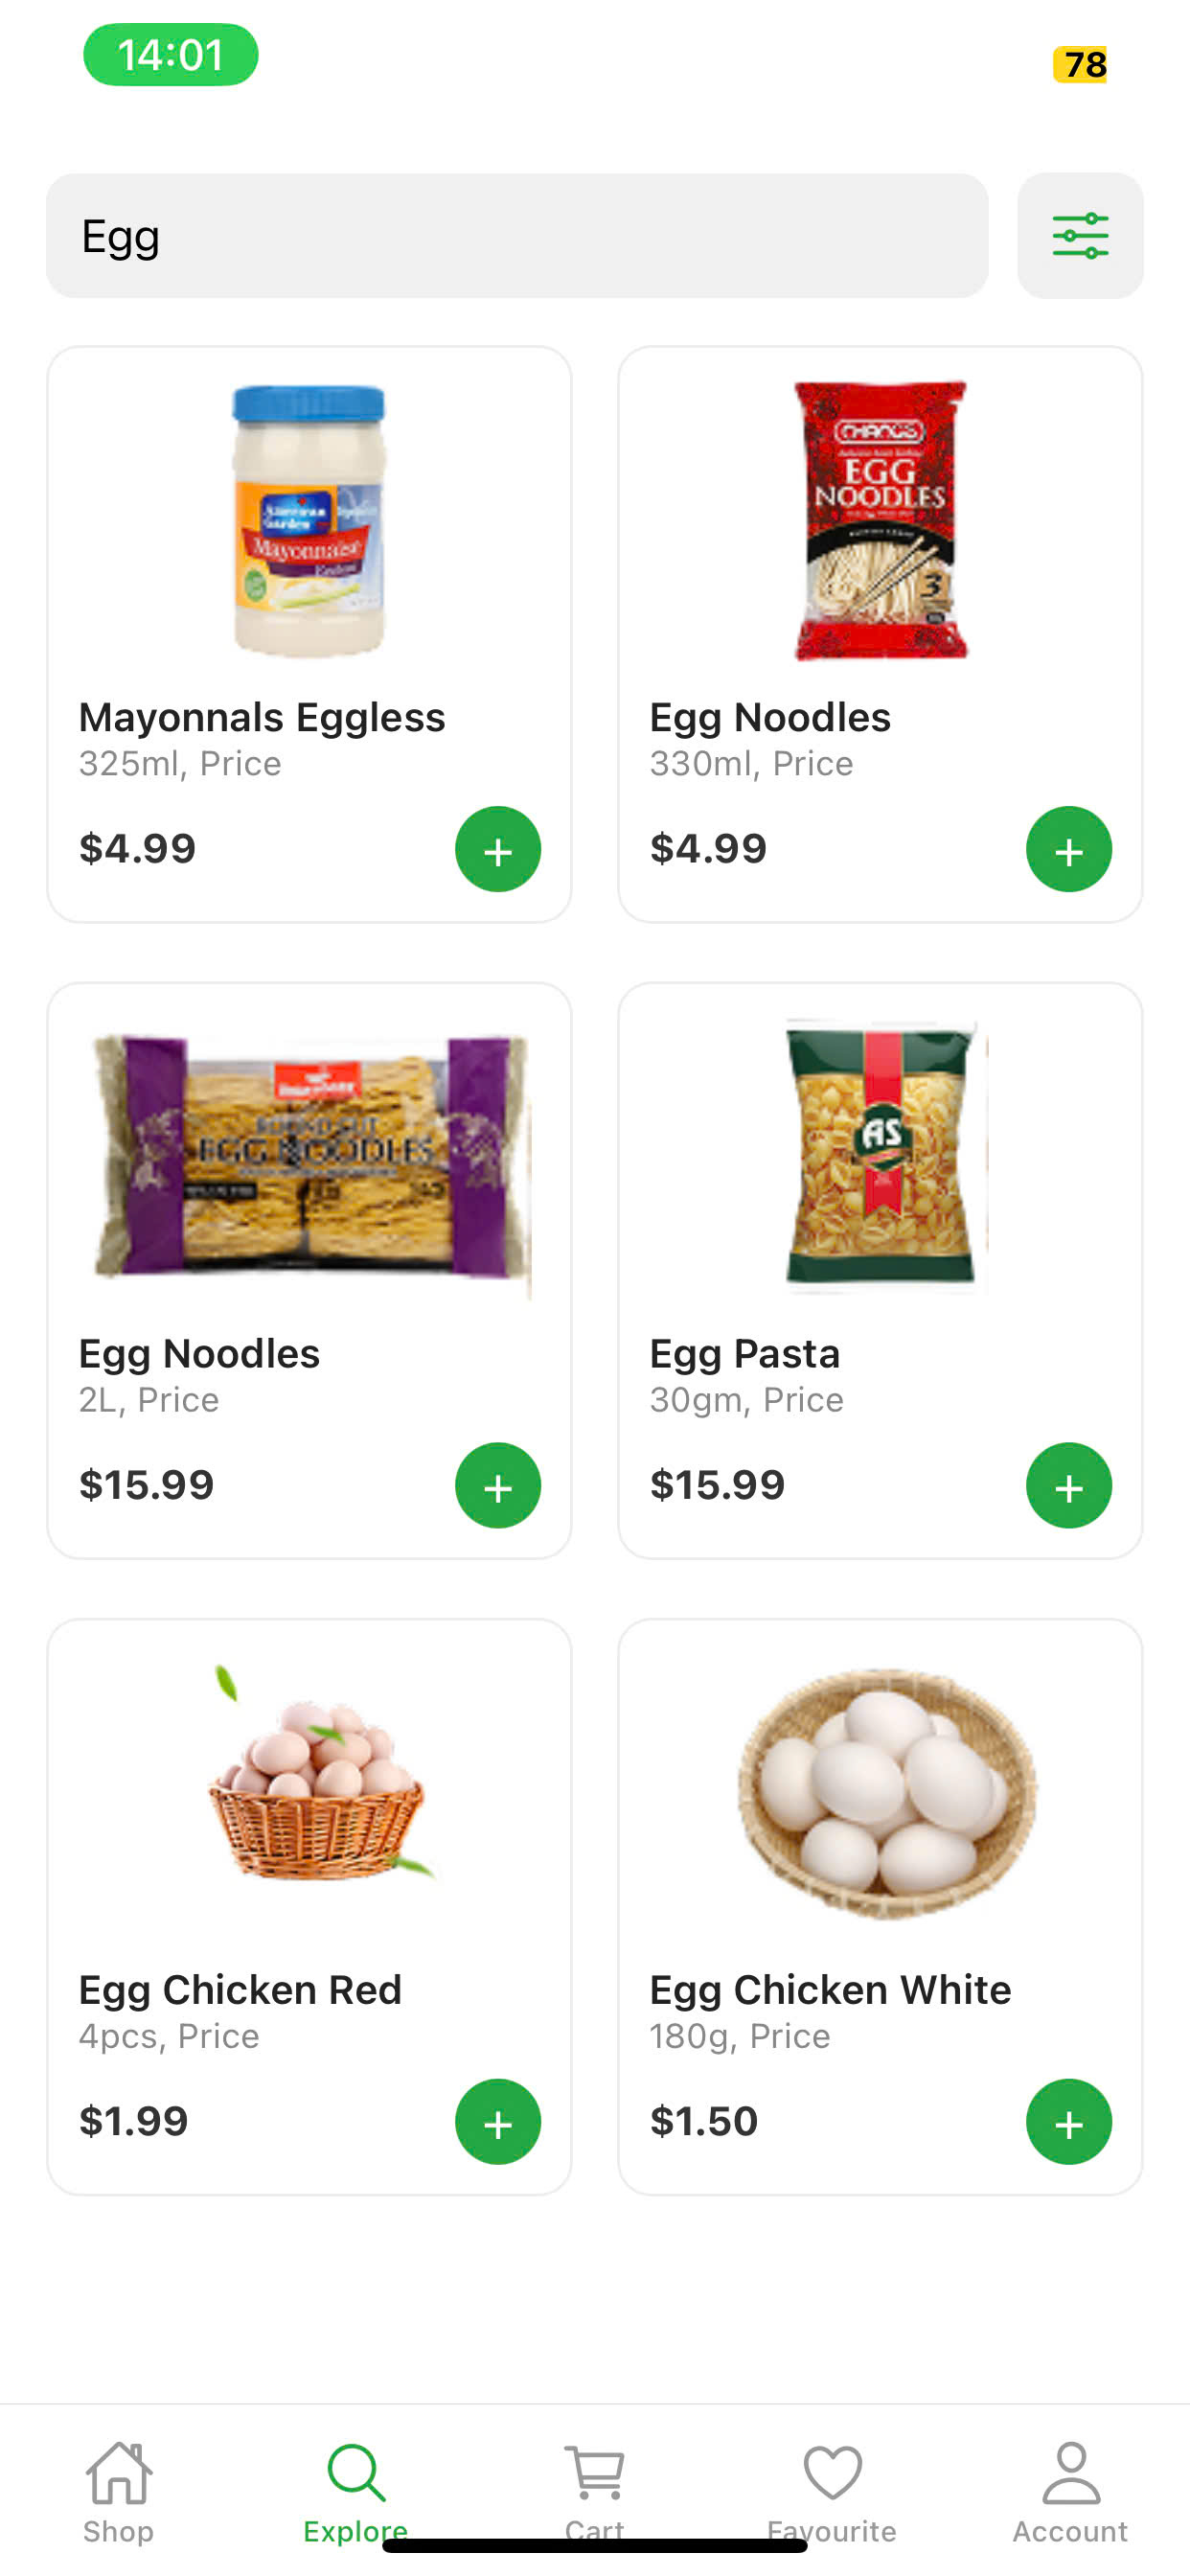 14:01
78
Egg
American
Garden
Mayonnaise
Eggless
CHANG'S
EGG
NOODLES
3
Mayonnals Eggless
325ml, Price
$4.99
Egg Noodles
330ml, Price
$4.99
EGG NOODLES
AS
Egg Noodles
2L, Price
$15.99
Egg Pasta
30gm, Price
$15.99
Egg Chicken Red
4pcs, Price
$1.99
Egg Chicken White
180g, Price
$1.50
Shop
Explore
Cart
Favourite
Account